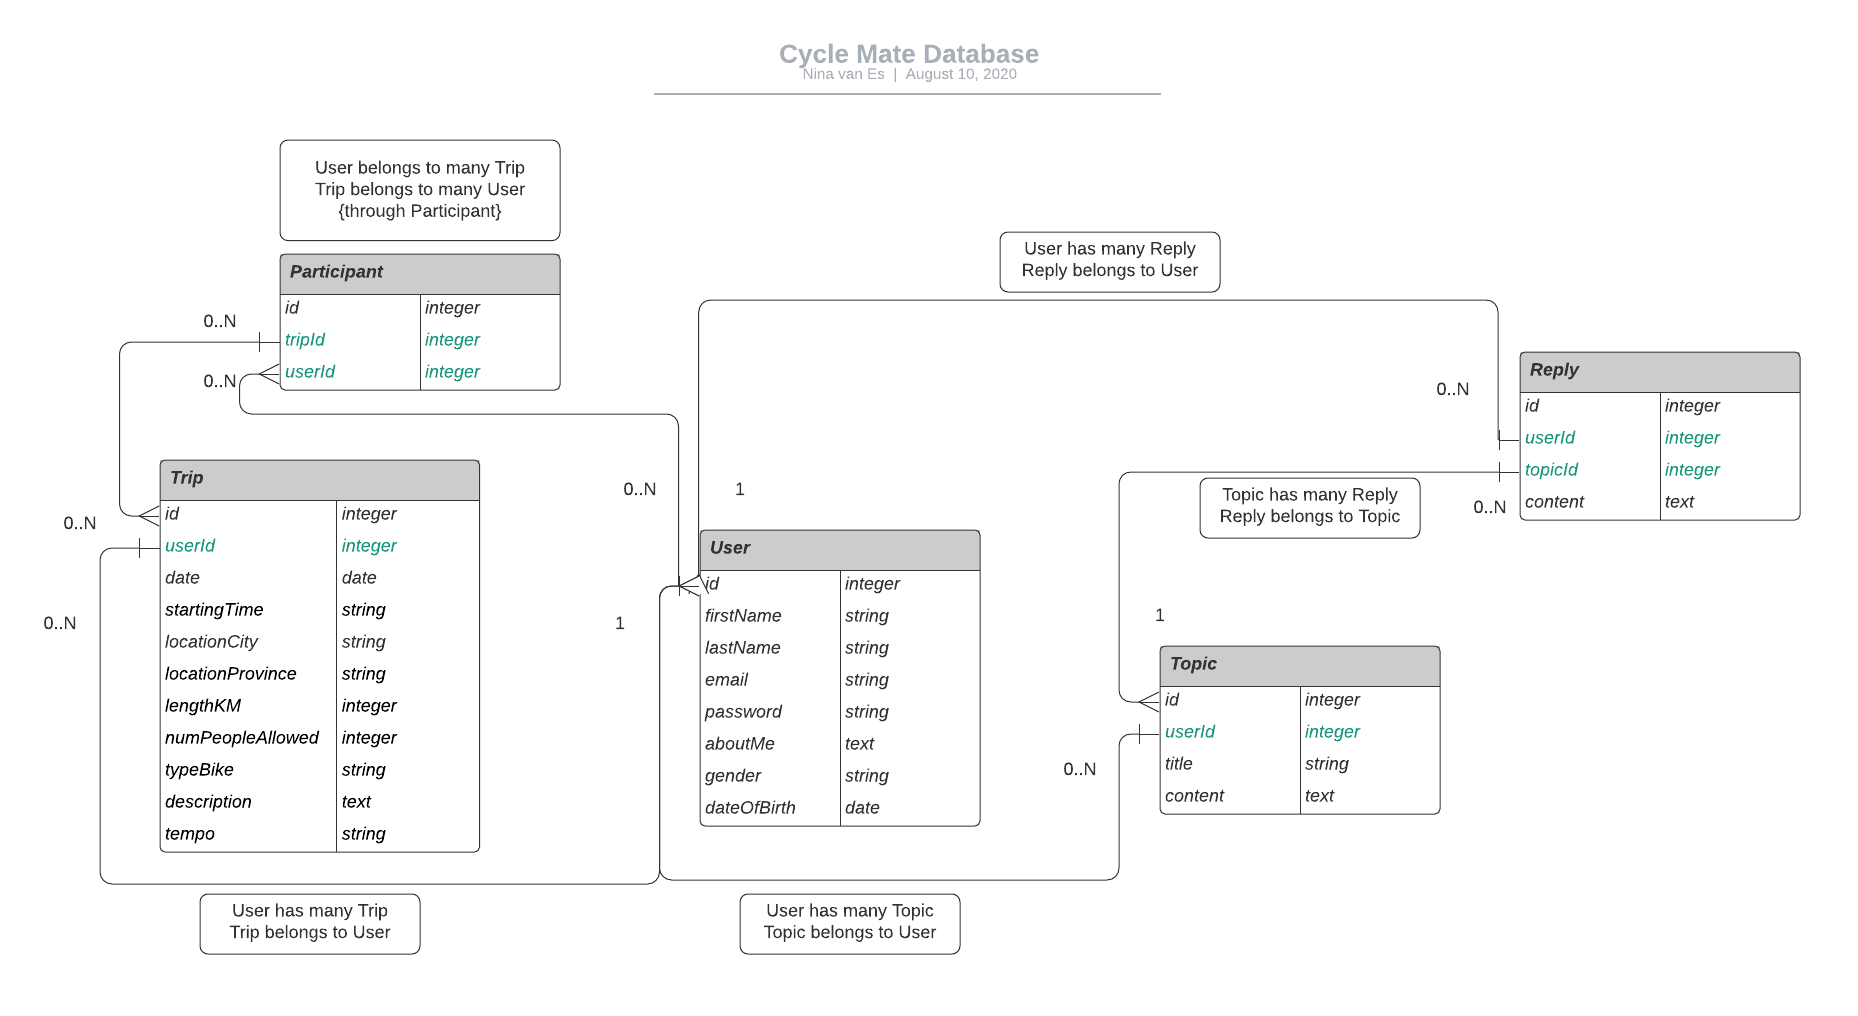 Cycle Mate Database
Nina van Es | August 10, 2020
User belongs to many Trip
Trip belongs to many User
{through Participant}
Participant
id integer
tripId integer
userId integer
0..N
0..N
User has many Reply
Reply belongs to User
Reply
id integer
userId integer
topicId integer
content text
0..N
0..N
Topic has many Reply
Reply belongs to Topic
Trip
id integer
userId integer
date date
startingTime string
locationCity string
locationProvince string
lengthKM integer
numPeopleAllowed integer
typeBike string
description text
tempo string
0..N
0..N
0..N
1
1
User
id integer
firstName string
lastName string
email string
password string
aboutMe text
gender string
dateOfBirth date
1
0..N
Topic
id integer
userId integer
title string
content text
User has many Trip
Trip belongs to User
User has many Topic
Topic belongs to User